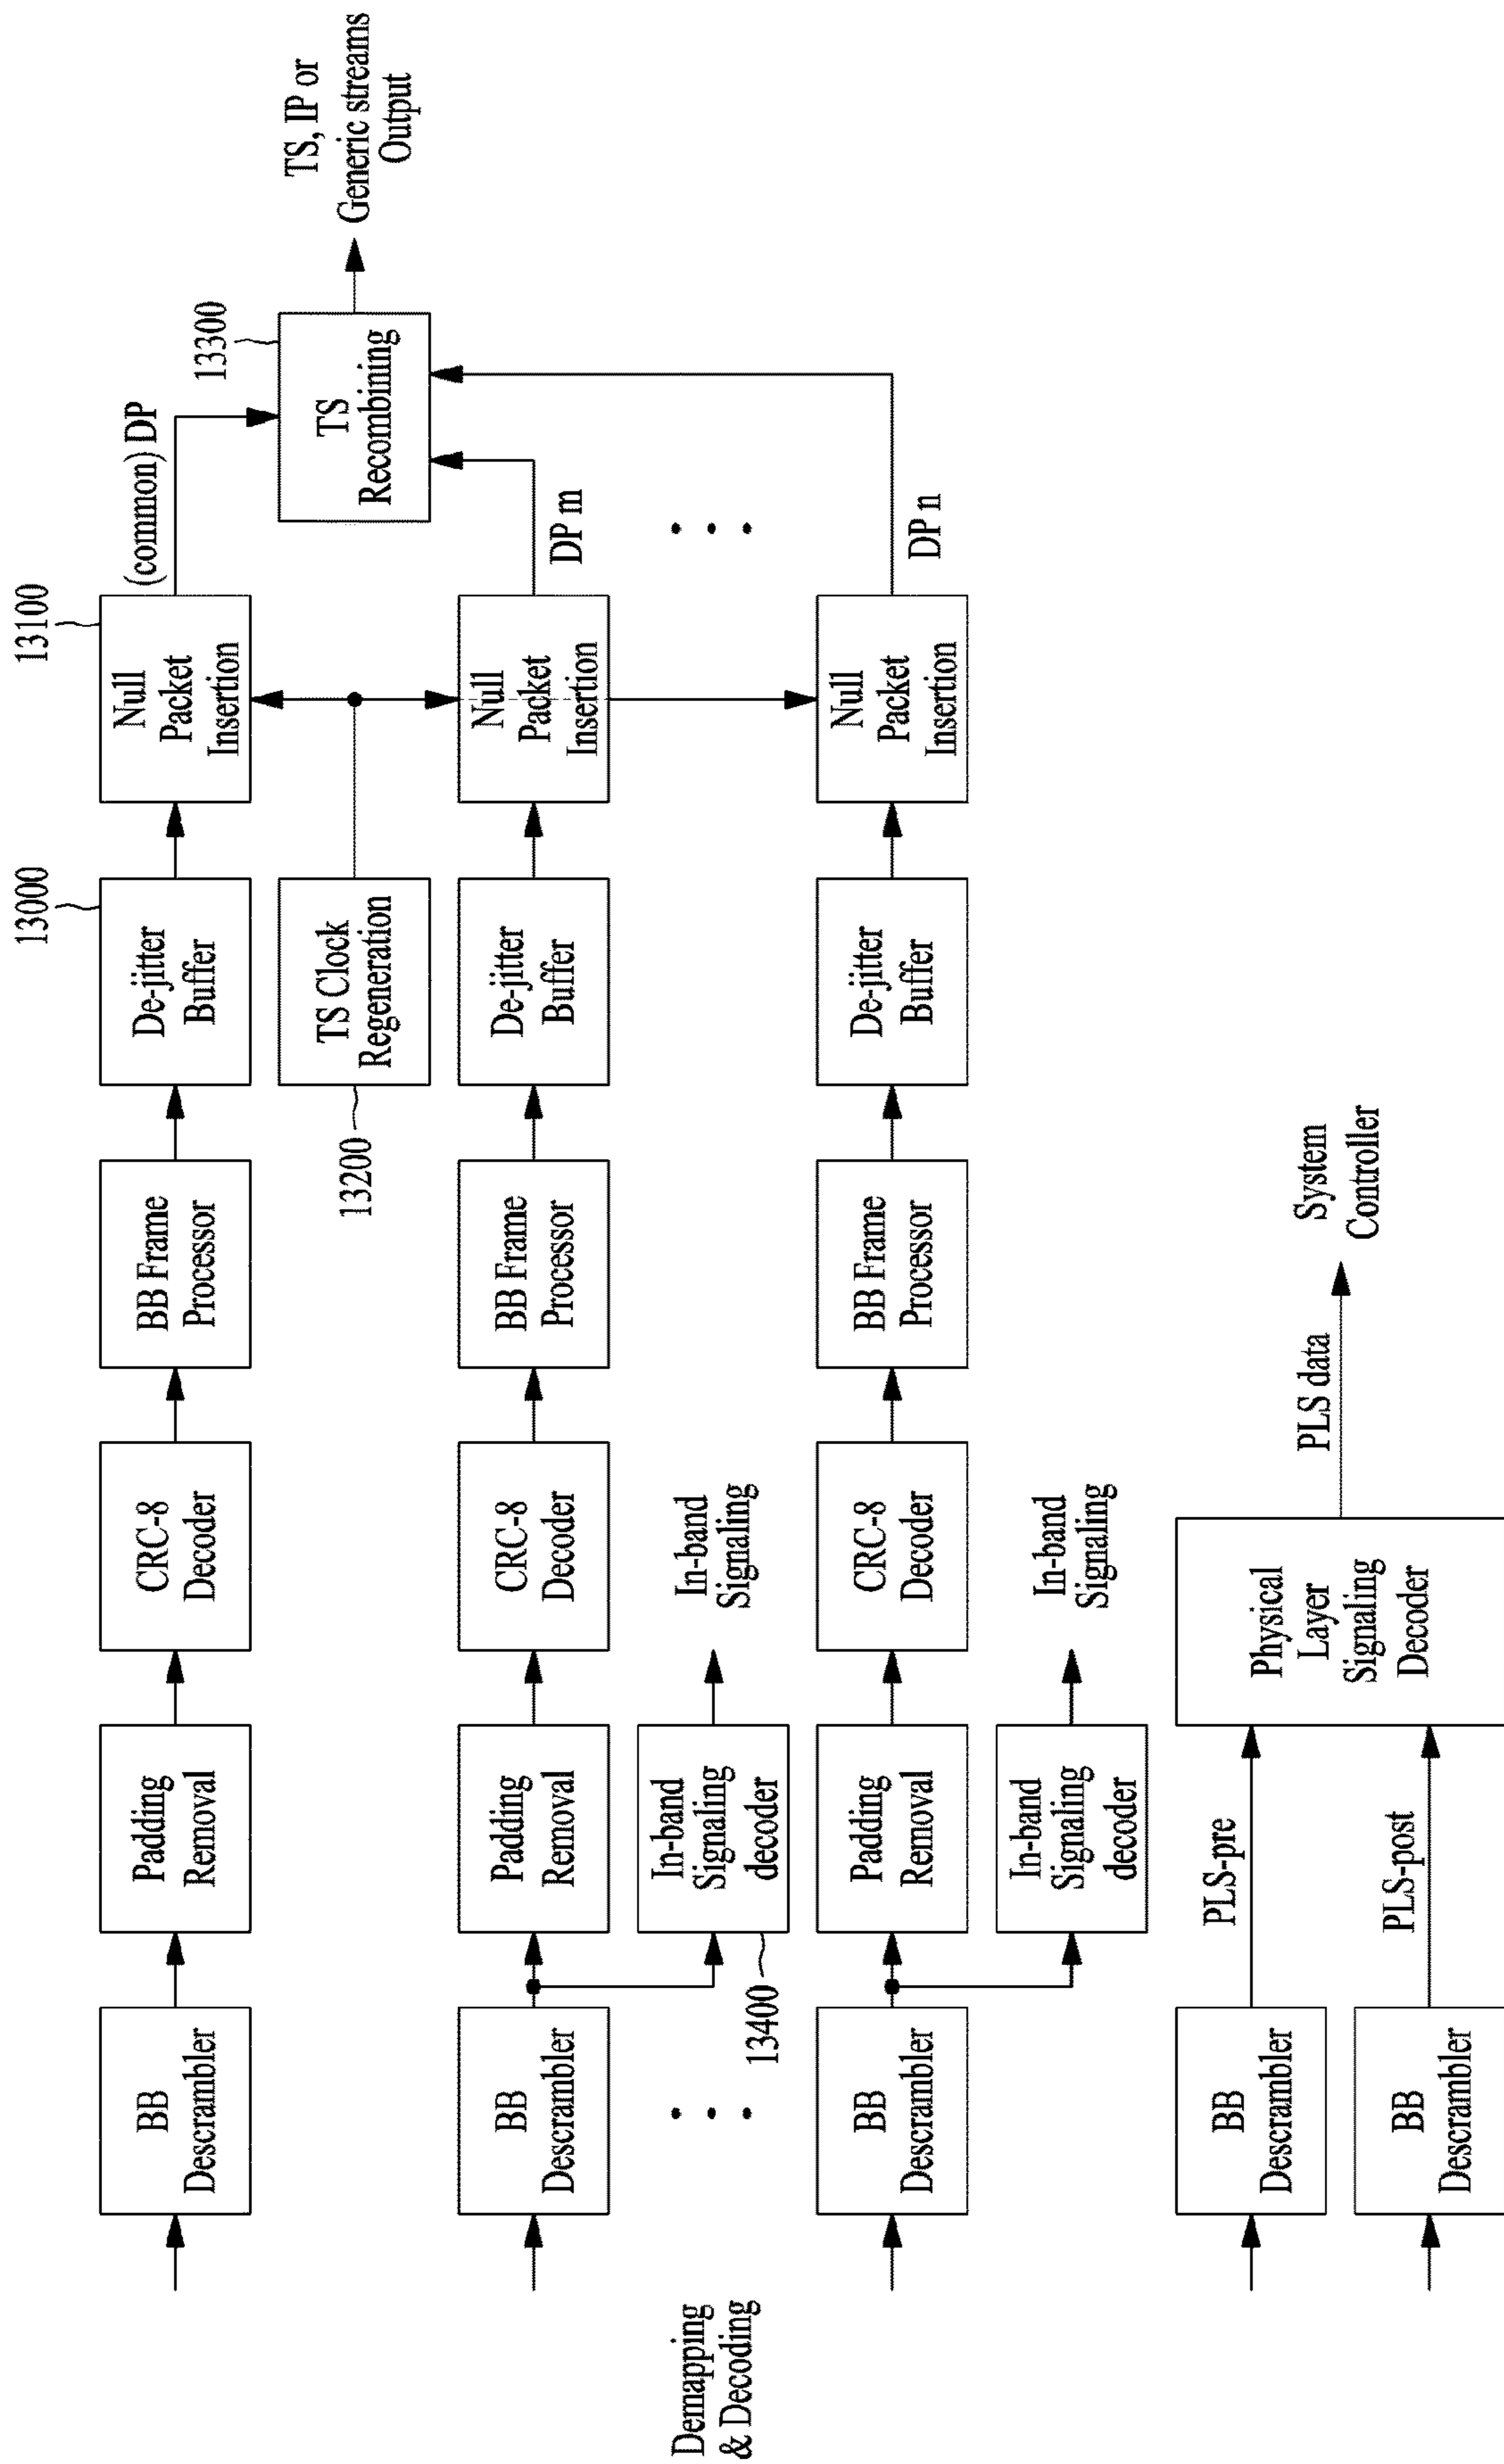 Demapping
& Decoding
BB
Descrambler
Padding
Removal
CRC-8
Decoder
BB Frame
Processor
13000
De-jitter
Buffer
13100
Null
Packet
Insertion
(common) DP
13200
TS Clock
Regeneration
13300
TS
Recombining
TS, IP or
Generic streams
Output
BB
Descrambler
Padding
Removal
CRC-8
Decoder
BB Frame
Processor
De-jitter
Buffer
Null
Packet
Insertion
DP m
13400
In-band
Signaling
decoder
In-band
Signaling
BB
Descrambler
Padding
Removal
CRC-8
Decoder
BB Frame
Processor
De-jitter
Buffer
Null
Packet
Insertion
DP n
In-band
Signaling
decoder
In-band
Signaling
BB
Descrambler
PLS-pre
BB
Descrambler
PLS-post
Physical
Layer
Signaling
Decoder
PLS data
System
Controller